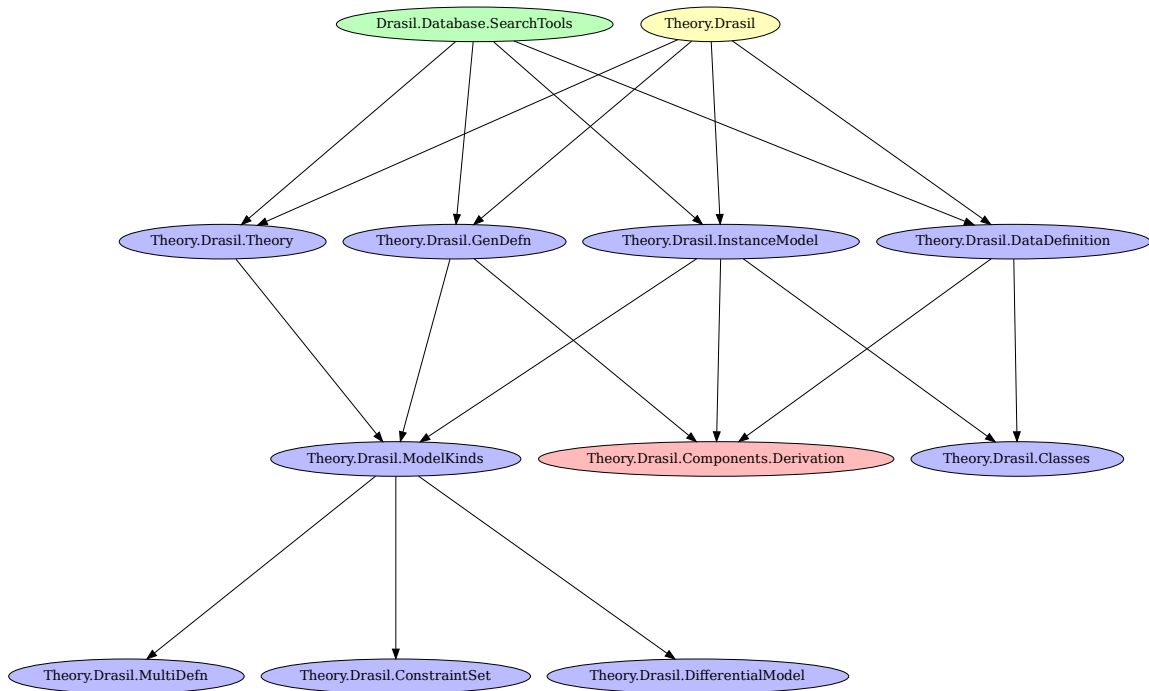 Drasil.Database.SearchTools
Theory.Drasil
Theory.Drasil.Theory
Theory.Drasil.GenDefn
Theory.Drasil.InstanceModel
Theory.Drasil.DataDefinition
Theory.Drasil.ModelKinds
Theory.Drasil.Components.Derivation
Theory.Drasil.Classes
Theory.Drasil.MultiDefn
Theory.Drasil.ConstraintSet
Theory.Drasil.DifferentialModel